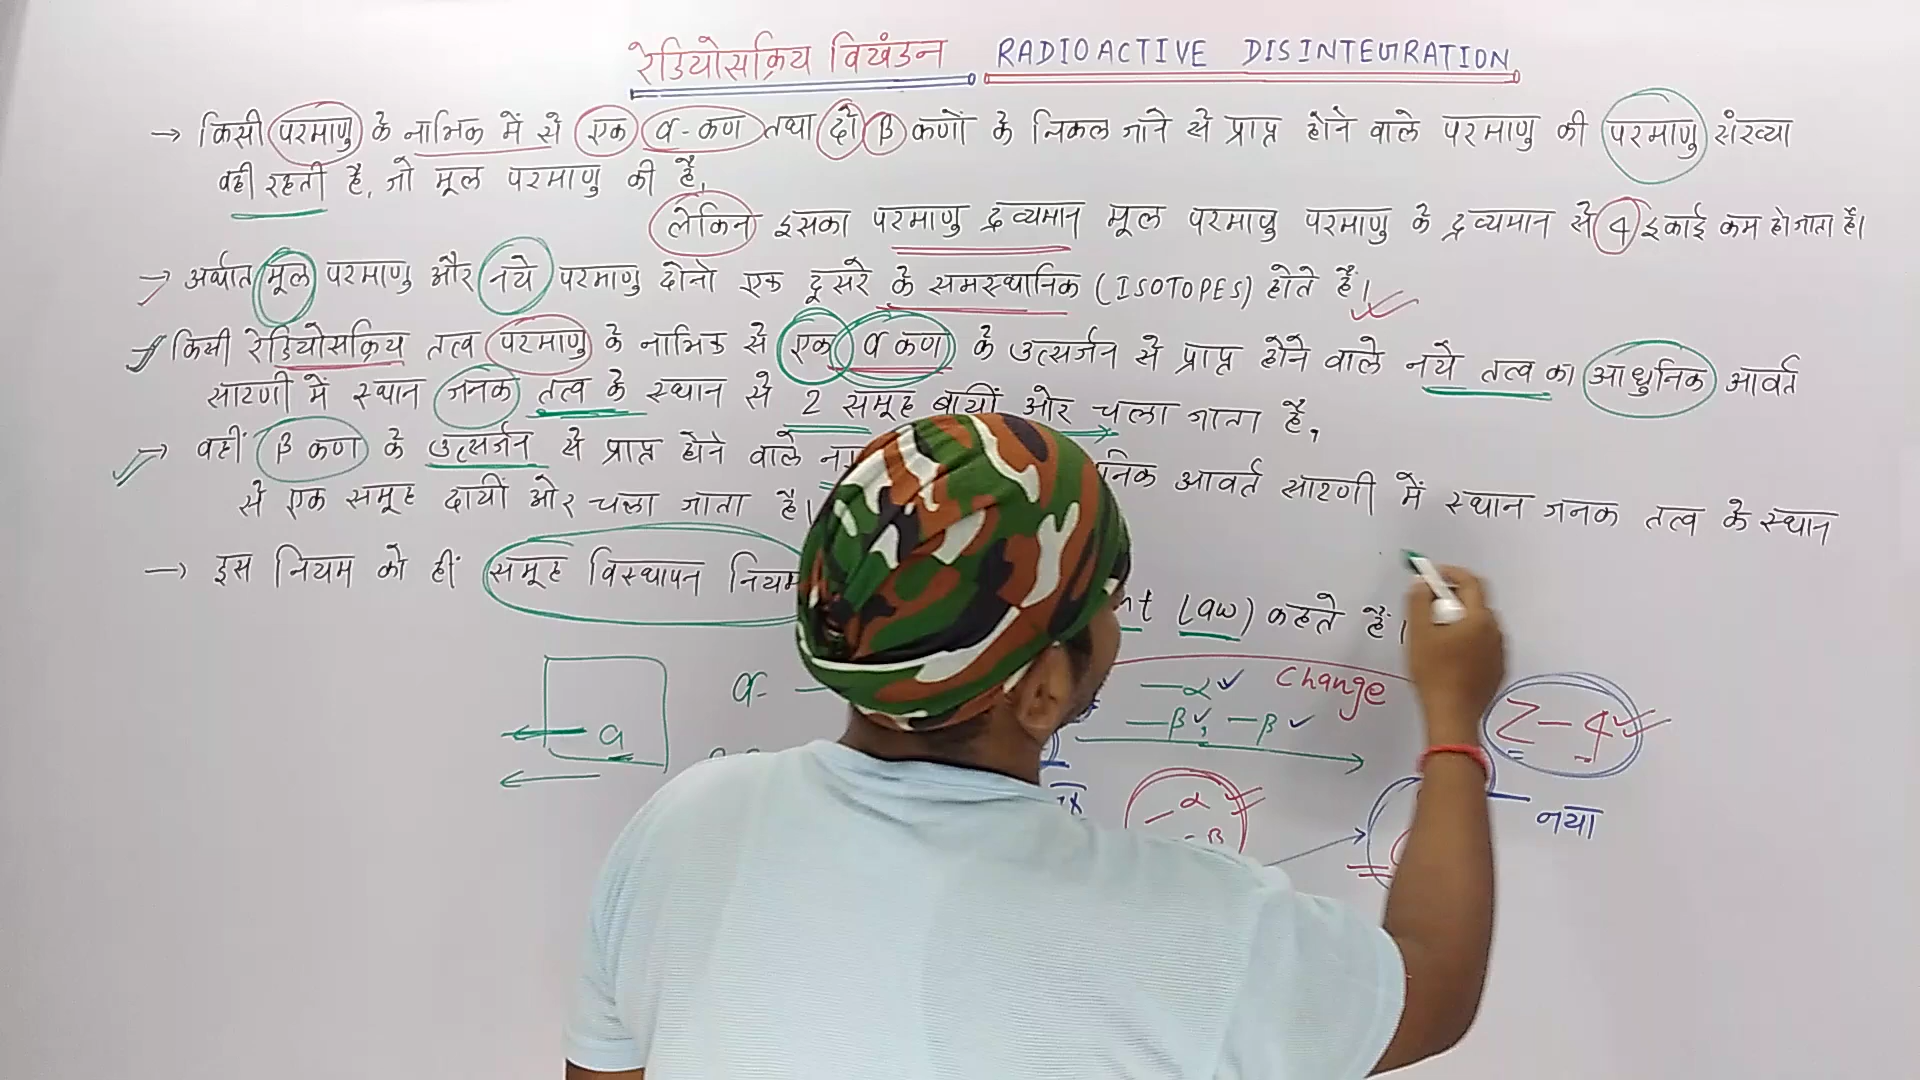 रेडियोसक्रिय विखंडन RADIOACTIVE DISINTEGRATION
→ किसी परमाणु के नाभिक में से एक α-कण तथा दो β कणों के निकल जाने से प्राप्त होने वाले परमाणु की परमाणु संख्या
वही रहती है, जो मूल परमाणु की है,
लेकिन इसका परमाणु द्रव्यमान मूल परमाणु परमाणु के द्रव्यमान से 4 इकाई कम हो जाता है।
→ अर्थात मूल परमाणु और नये परमाणु दोनो एक दूसरे के समस्थानिक (ISOTOPES) होते हैं।
किसी रेडियोसक्रिय तत्व परमाणु के नाभिक से एक α कण के उत्सर्जन से प्राप्त होने वाले नये तत्व का आधुनिक आवर्त
सारणी में स्थान जनक तत्व के स्थान से 2 समूह बायीं ओर चला जाता है,
→ वहीं β कण के उत्सर्जन से प्राप्त होने वाले आवर्त सारणी में स्थान जनक तत्व के स्थान
से एक समूह दायीं ओर चला जाता है।
→ इस नियम को हीं समूह विस्थापन नियम Law) कहते हैं।
a
α-
—α change
—β, —β
Z-4
α
β
नया